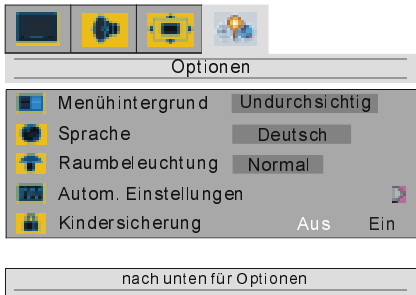 Optionen
Menühintergrund Undurchsichtig
Sprache Deutsch
Raumbeleuchtung Normal
Autom. Einstellungen
Kindersicherung Aus Ein
nach unten für Optionen